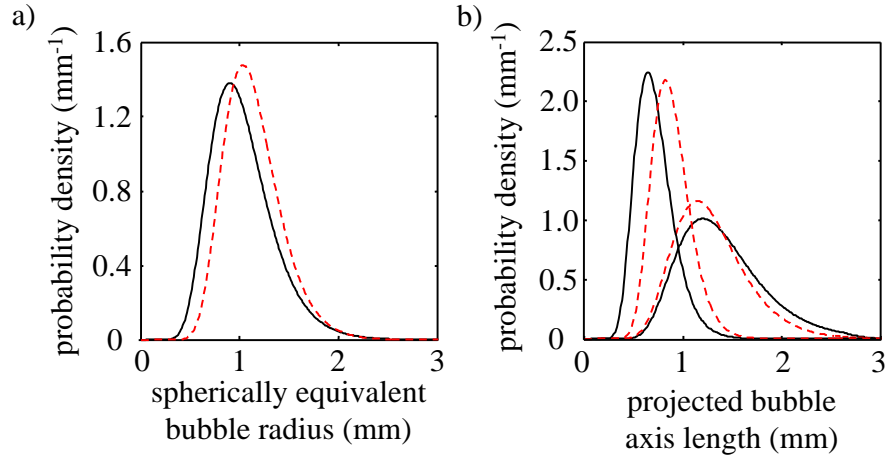 a)
probability density (mm-1)
1.6
1.2
0.8
0.4
0
0 1 2 3
spherically equivalent
bubble radius (mm)
b)
probability density (mm-1)
2.5
2.0
1.5
1.0
0.5
0
0 1 2 3
projected bubble
axis length (mm)